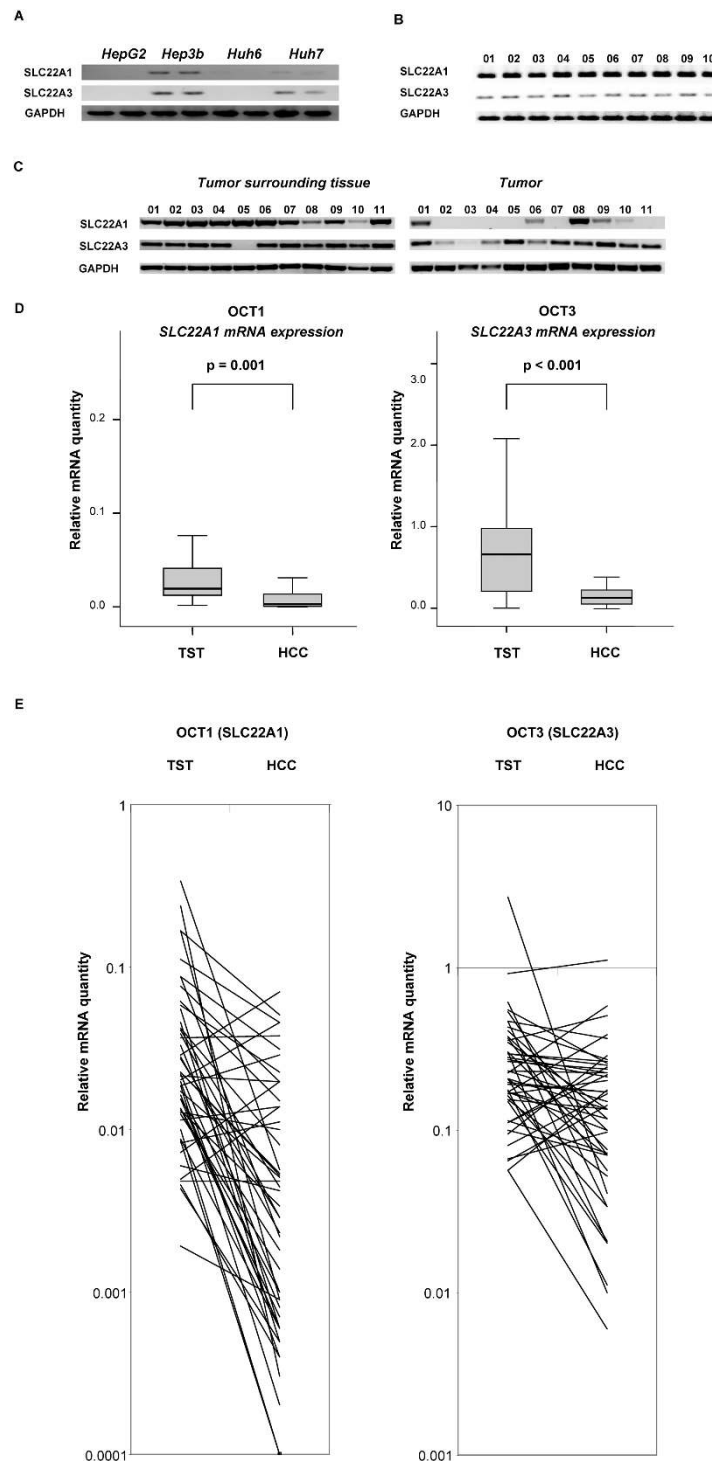 A
HepG2 Hep3b Huh6 Huh7
SLC22A1
SLC22A3
GAPDH
B
01 02 03 04 05 06 07 08 09 10
SLC22A1
SLC22A3
GAPDH
C
Tumor surrounding tissue Tumor
01 02 03 04 05 06 07 08 09 10 11 01 02 03 04 05 06 07 08 09 10 11
SLC22A1
SLC22A3
GAPDH
D
OCT1
SLC22A1 mRNA expression
p = 0.001
Relative mRNA quantity
0.2
0.1
0.0
TST HCC
OCT3
SLC22A3 mRNA expression
p < 0.001
Relative mRNA quantity
3.0
2.0
1.0
0.0
TST HCC
E
OCT1 (SLC22A1)
TST HCC
Relative mRNA quantity
1
0.1
0.01
0.001
0.0001
OCT3 (SLC22A3)
TST HCC
Relative mRNA quantity
10
1
0.1
0.01
0.001